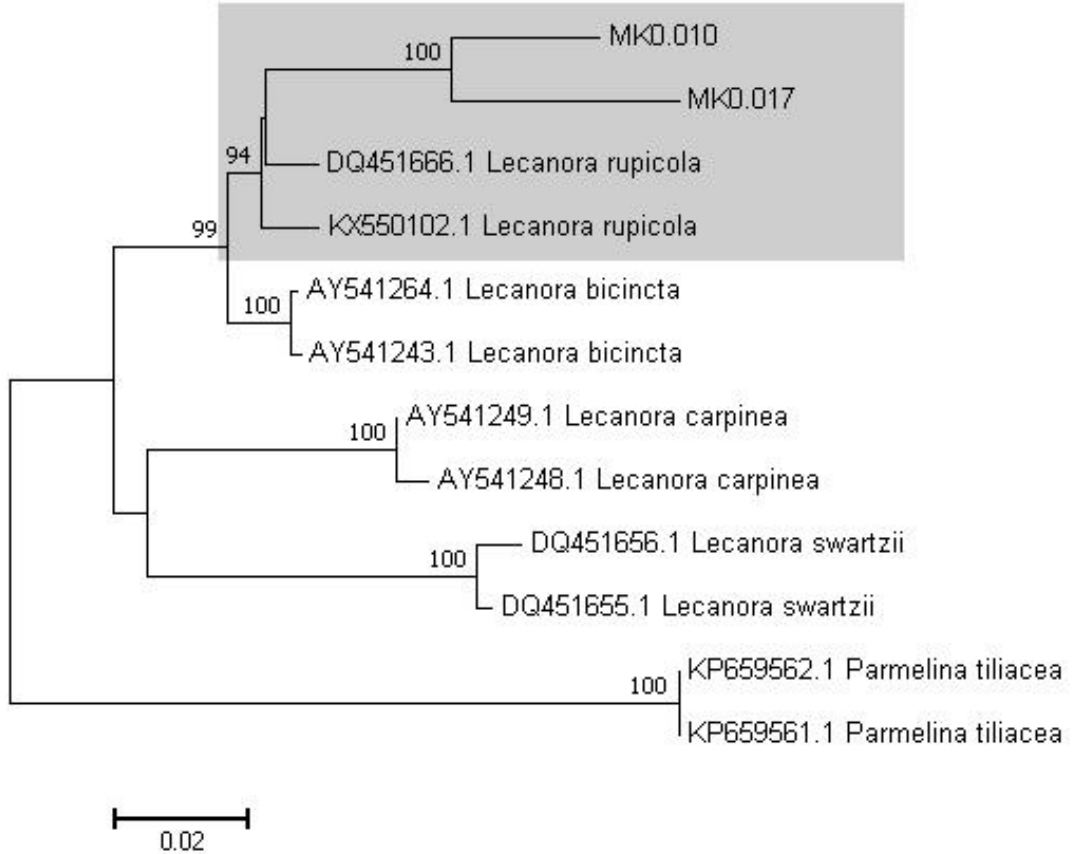 MK0.010
100
MK0.017
94
DQ451666.1 Lecanora rupicola
KX550102.1 Lecanora rupicola
99
AY541264.1 Lecanora bicincta
100
AY541243.1 Lecanora bicincta
AY541249.1 Lecanora carpinea
100
AY541248.1 Lecanora carpinea
DQ451656.1 Lecanora swartzii
100
DQ451655.1 Lecanora swartzii
KP659562.1 Parmelina tiliacea
100
KP659561.1 Parmelina tiliacea
0.02